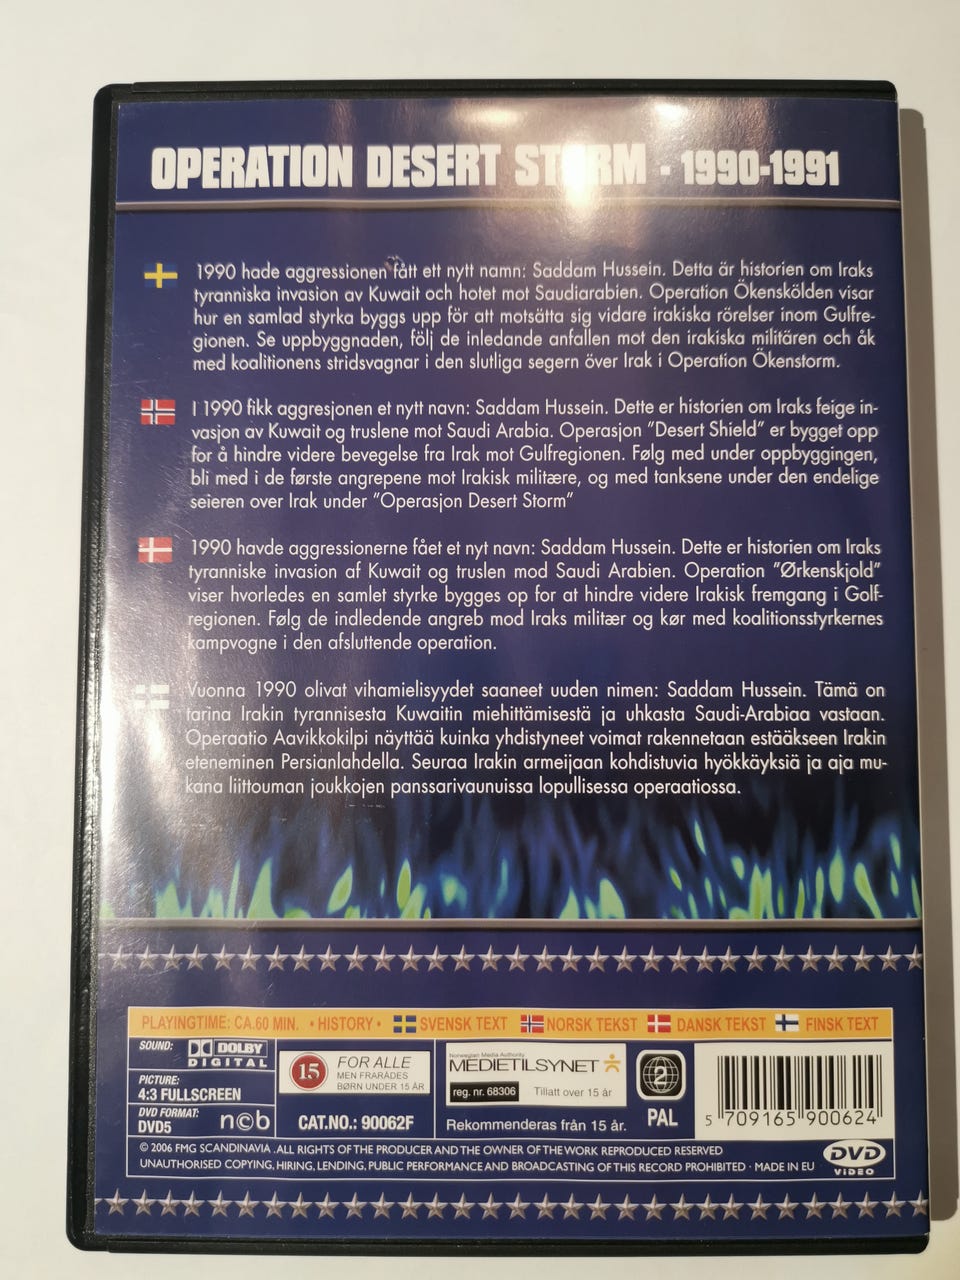 OPERATION DESERT STORM - 1990-1991
1990 hade aggressionen fått ett nytt namn: Saddam Hussein. Detta är historien om Iraks
tyranniska invasion av Kuwait och hotet mot Saudiarabien. Operation Ökenskölden visar
hur en samlad styrka byggs upp för att motsätta sig vidare irakiska rörelser inom Gulfre-
gionen. Se uppbyggnaden, följ de inledande anfallen mot den irakiska militären och åk
med koalitionens stridsvagnar i den slutliga segern över Irak i Operation Ökenstorm.
I 1990 fikk aggresjonen et nytt navn: Saddam Hussein. Dette er historien om Iraks feige in-
vasjon av Kuwait og truslene mot Saudi Arabia. Operasjon "Desert Shield" er bygget opp
for å hindre videre bevegelse fra Irak mot Gulfregionen. Følg med under oppbyggingen,
bli med i de første angrepene mot Irakisk militære, og med tanksene under den endelige
seieren over Irak under "Operasjon Desert Storm"
1990 havde aggressionerne fået et nyt navn: Saddam Hussein. Dette er historien om Iraks
tyranniske invasion af Kuwait og truslen mod Saudi Arabien. Operation "Ørkenskjold"
viser hvorledes en samlet styrke bygges op for at hindre videre Irakisk fremgang i Golf-
regionen. Følg de indledende angreb mod Iraks militær og kør med koalitionsstyrkernes
kampvogne i den afsluttende operation.
Vuonna 1990 olivat vihamielisyydet saaneet uuden nimen: Saddam Hussein. Tämä on
tarina Irakin tyrannisesta Kuwaitin miehittämisestä ja uhkasta Saudi-Arabiaa vastaan.
Operaatio Aavikkokilpi näyttää kuinka yhdistyneet voimat rakennetaan estääkseen Irakin
eteneminen Persianlahdella. Seuraa Irakin armeijaan kohdistuvia hyökkäyksiä ja aja mu-
kana liittouman joukkojen panssarivaunuissa lopullisessa operaatiossa.
PLAYINGTIME: CA.60 MIN. • HISTORY • SVENSK TEXT NORSK TEKST DANSK TEKST FINSK TEXT
SOUND: DOLBY DIGITAL
PICTURE:
4:3 FULLSCREEN
DVD FORMAT:
DVD5
ncb
15
FOR ALLE
MEN FRARÅDES
BØRN UNDER 15 ÅR
CAT.NO.: 90062F
Norwegian Media Authority
MEDIETILSYNET
reg. nr. 68306 Tillatt over 15 år
Rekommenderas från 15 år.
2
PAL
5 709165 900624
© 2006 FMG SCANDINAVIA .ALL RIGHTS OF THE PRODUCER AND THE OWNER OF THE WORK REPRODUCED RESERVED
UNAUTHORISED COPYING, HIRING, LENDING, PUBLIC PERFORMANCE AND BROADCASTING OF THIS RECORD PROHIBITED · MADE IN EU
DVD
VIDEO